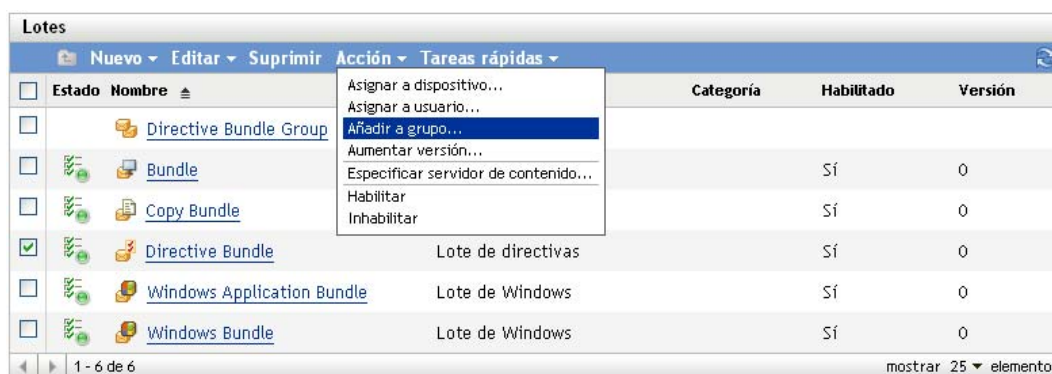 Lotes
Nuevo Editar Suprimir Acción Tareas rápidas
Estado Nombre Categoría Habilitado Versión
Asignar a dispositivo...
Asignar a usuario...
Añadir a grupo...
Aumentar versión...
Especificar servidor de contenido...
Habilitar
Inhabilitar
Directive Bundle Group
Bundle Sí 0
Copy Bundle Sí 0
Directive Bundle Lote de directivas Sí 0
Windows Application Bundle Lote de Windows Sí 0
Windows Bundle Lote de Windows Sí 0
1 - 6 de 6 mostrar 25 elemento